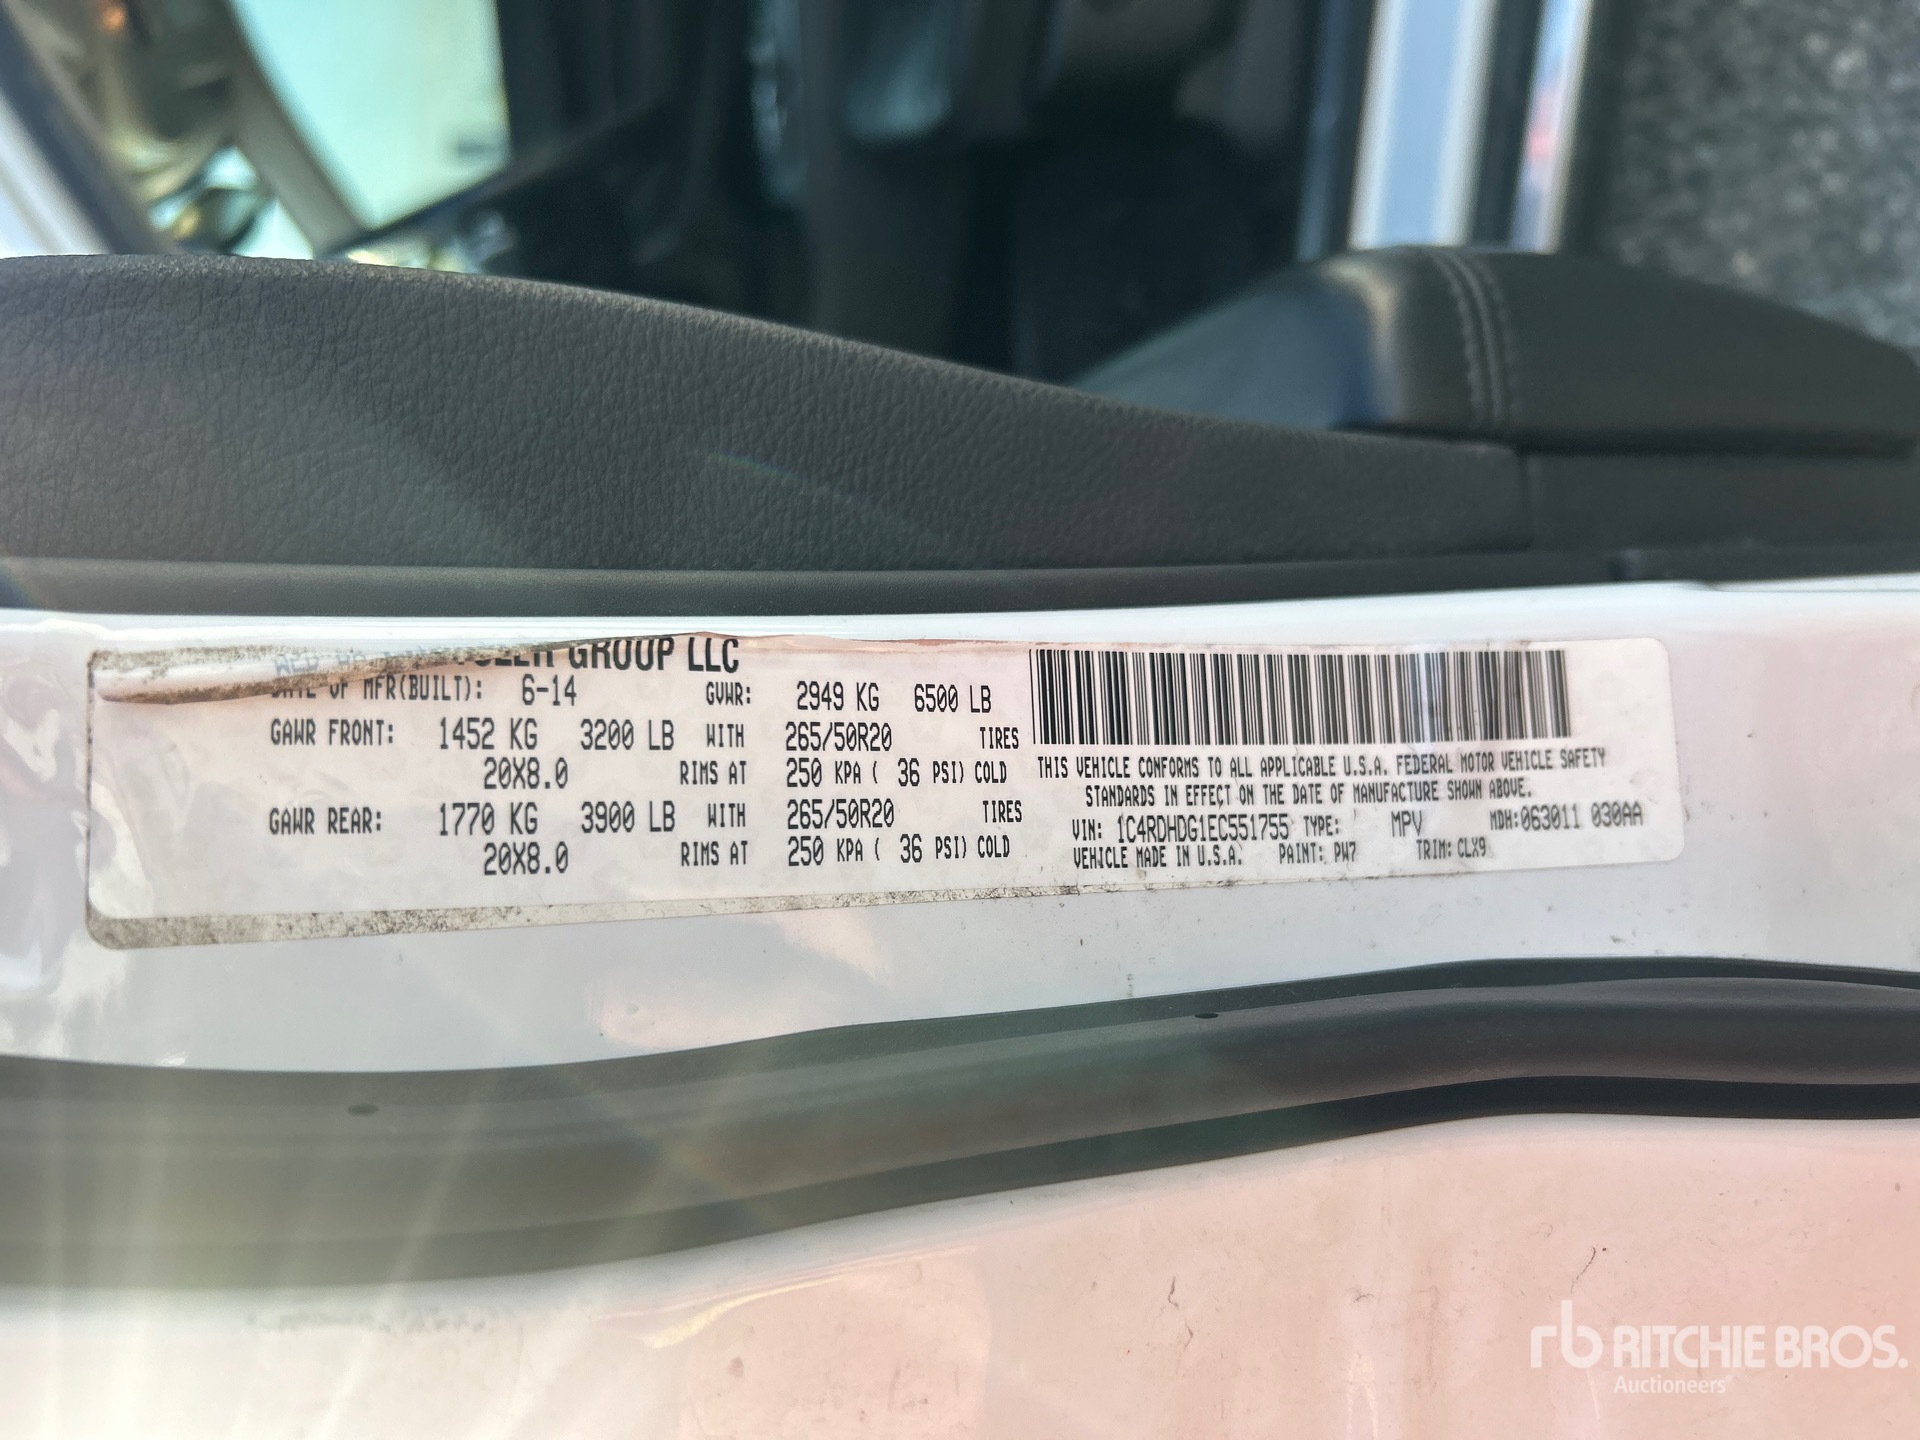 GROUP LLC
DATE OF MFR(BUILT): 6-14 GVWR: 2949 KG 6500 LB
GAWR FRONT: 1452 KG 3200 LB WITH 265/50R20 TIRES
20X8.0 RIMS AT 250 KPA ( 36 PSI) COLD
GAWR REAR: 1770 KG 3900 LB WITH 265/50R20 TIRES
20X8.0 RIMS AT 250 KPA ( 36 PSI) COLD
THIS VEHICLE CONFORMS TO ALL APPLICABLE U.S.A. FEDERAL MOTOR VEHICLE SAFETY
STANDARDS IN EFFECT ON THE DATE OF MANUFACTURE SHOWN ABOVE.
VIN: 1C4RDHDG1EC551755 TYPE: MPV MDH:063011 030AA
VEHICLE MADE IN U.S.A. PAINT: PW7 TRIM: CLX9
rb RITCHIE BROS.
Auctioneers